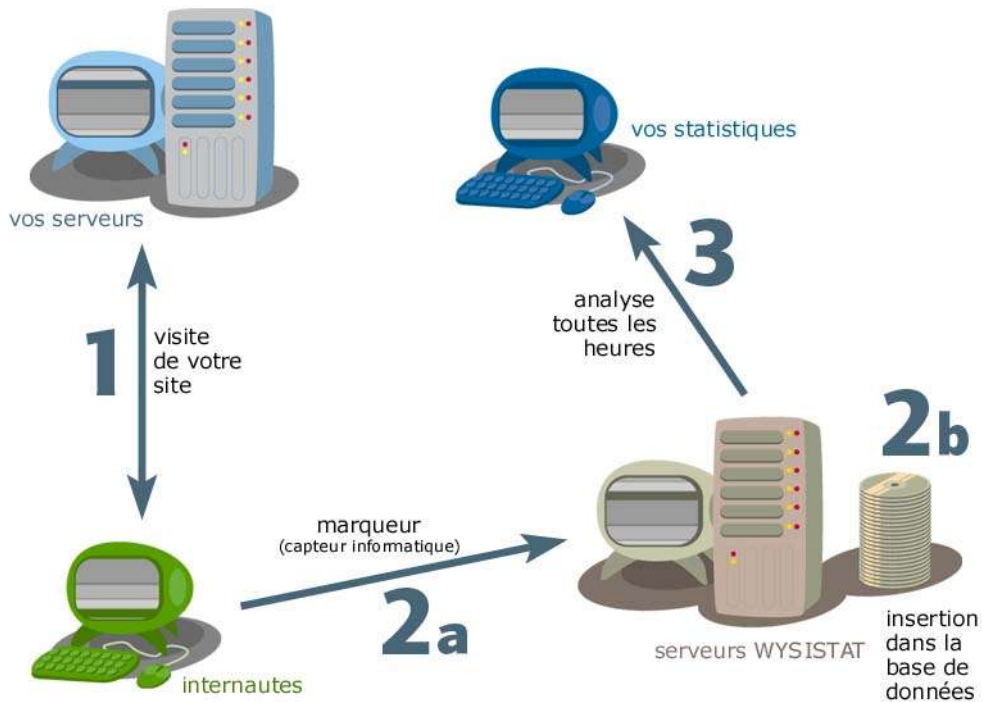 vos serveurs
vos statistiques
1
visite
de votre
site
3
analyse
toutes les
heures
2b
marqueur
(capteur informatique)
2a
internautes
serveurs WYSISTAT
insertion
dans la
base de
données